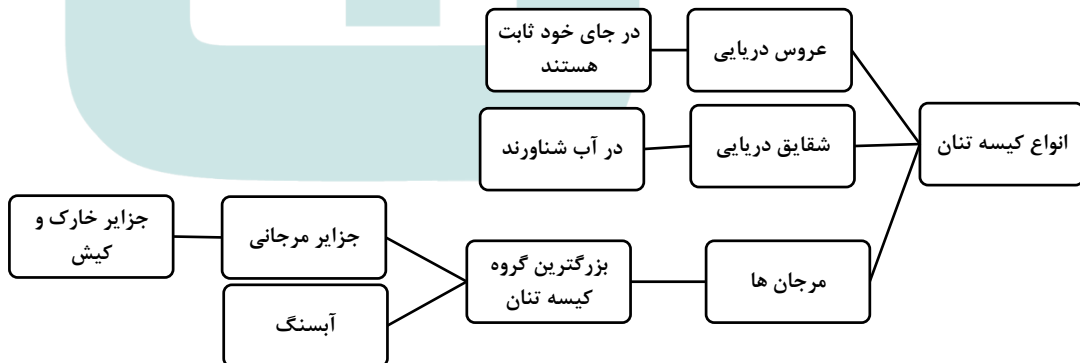 انواع کیسه تنان
عروس دریایی
در جای خود ثابت
هستند
شقایق دریایی
در آب شناورند
مرجان ها
بزرگترین گروه
کیسه تنان
جزایر مرجانی
جزایر خارک و
کیش
آبسنگ